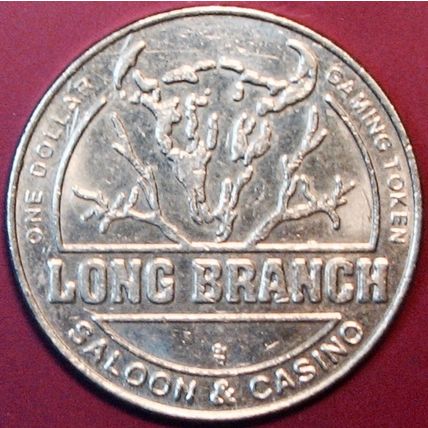 ONE DOLLAR
GAMING TOKEN
LONG BRANCH
SALOON & CASINO